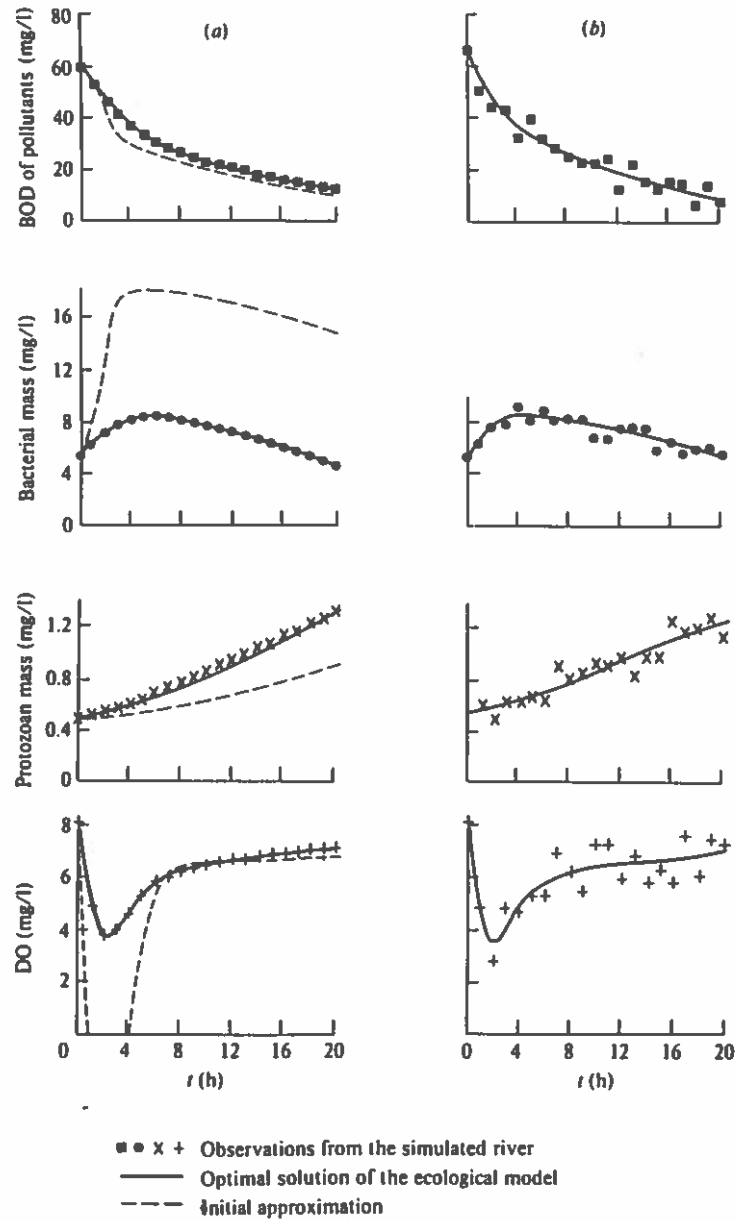 (a)
(b)
BOD of pollutants (mg/l)
80
60
40
20
0
Bacterial mass (mg/l)
16
12
8
4
0
Protozoan mass (mg/l)
1.2
0.8
0.4
0
DO (mg/l)
8
6
4
2
0 4 8 12 16 20
t (h)
0 4 8 12 16 20
t (h)
Observations from the simulated river
Optimal solution of the ecological model
Initial approximation